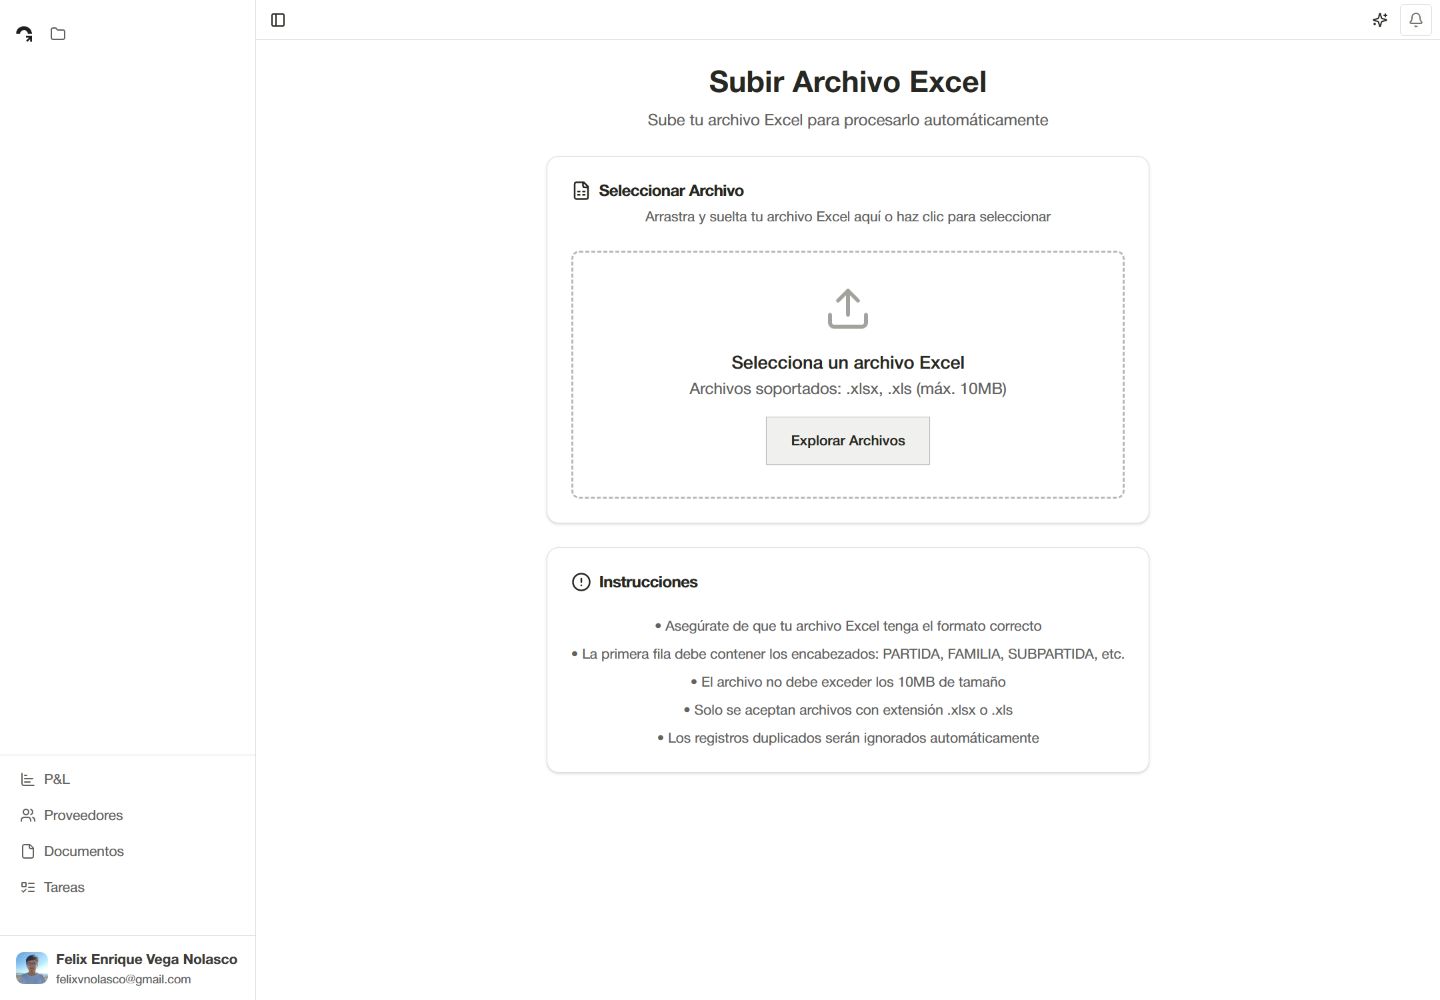 Subir Archivo Excel
Sube tu archivo Excel para procesarlo automáticamente
Seleccionar Archivo
Arrastra y suelta tu archivo Excel aquí o haz clic para seleccionar
Selecciona un archivo Excel
Archivos soportados: .xlsx, .xls (máx. 10MB)
Explorar Archivos
Instrucciones
• Asegúrate de que tu archivo Excel tenga el formato correcto
• La primera fila debe contener los encabezados: PARTIDA, FAMILIA, SUBPARTIDA, etc.
• El archivo no debe exceder los 10MB de tamaño
• Solo se aceptan archivos con extensión .xlsx o .xls
• Los registros duplicados serán ignorados automáticamente
P&L
Proveedores
Documentos
Tareas
Felix Enrique Vega Nolasco
felixvnolasco@gmail.com